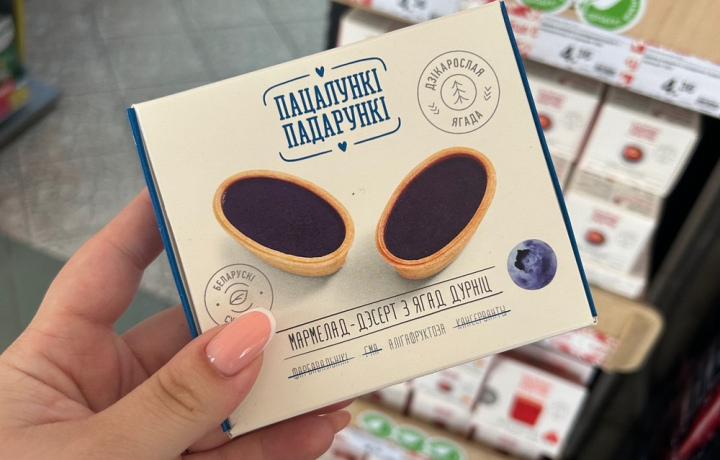 ПАЦАЛУНКІ
ПАДАРУНКІ
ДЗІКАРОСЛАЯ
ЯГАДА
БЕЛАРУСКІ
МАРМЕЛАД-ДЭСЕРТ З ЯГАД ДУРНІЦ
ФАРБАВАЛЬНІКІ ГМА АЛІГАФРУКТОЗА КАНСЕРВАНТЫ